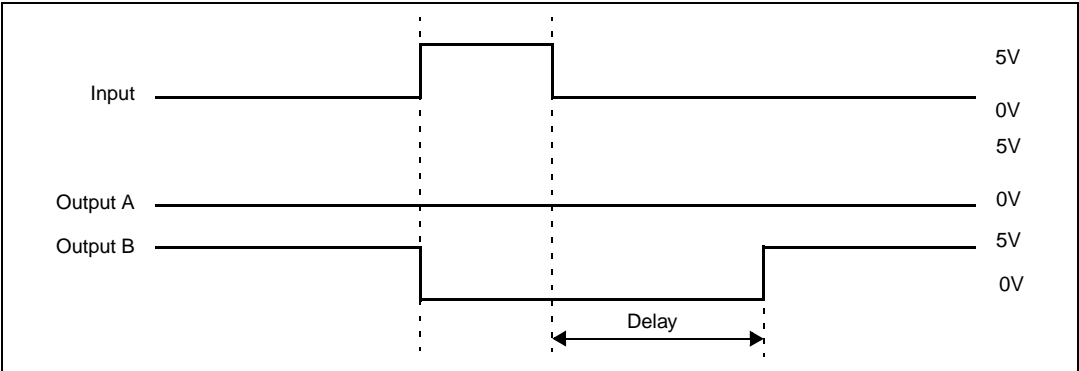 5V
Input
0V
5V
Output A
0V
Output B
5V
0V
Delay